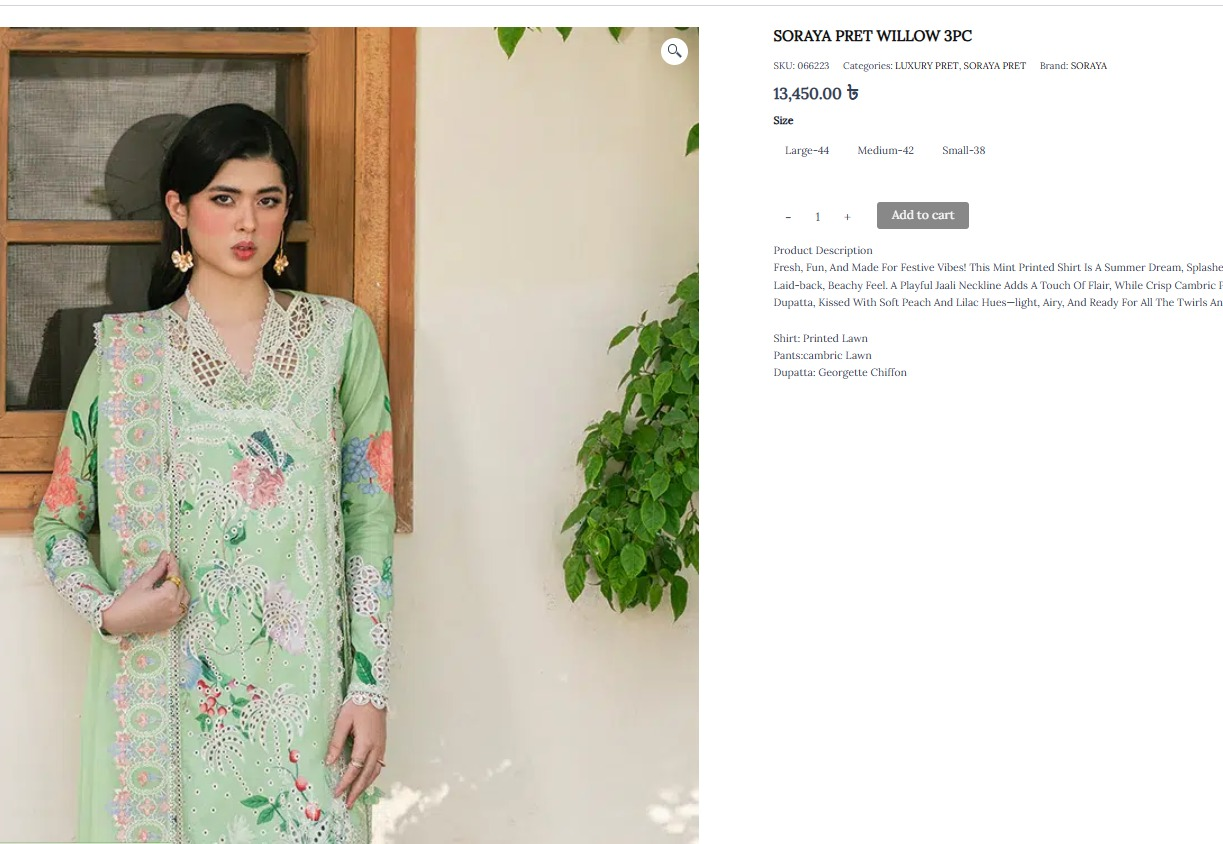 SORAYA PRET WILLOW 3PC
SKU: 066223 Categories: LUXURY PRET, SORAYA PRET Brand: SORAYA
13,450.00 ৳
Size
Large-44 Medium-42 Small-38
- 1 + Add to cart
Product Description
Fresh, Fun, And Made For Festive Vibes! This Mint Printed Shirt Is A Summer Dream, Splashe
Laid-back, Beachy Feel. A Playful Jaali Neckline Adds A Touch Of Flair, While Crisp Cambric
Dupatta, Kissed With Soft Peach And Lilac Hues—light, Airy, And Ready For All The Twirls An
Shirt: Printed Lawn
Pants:cambric Lawn
Dupatta: Georgette Chiffon